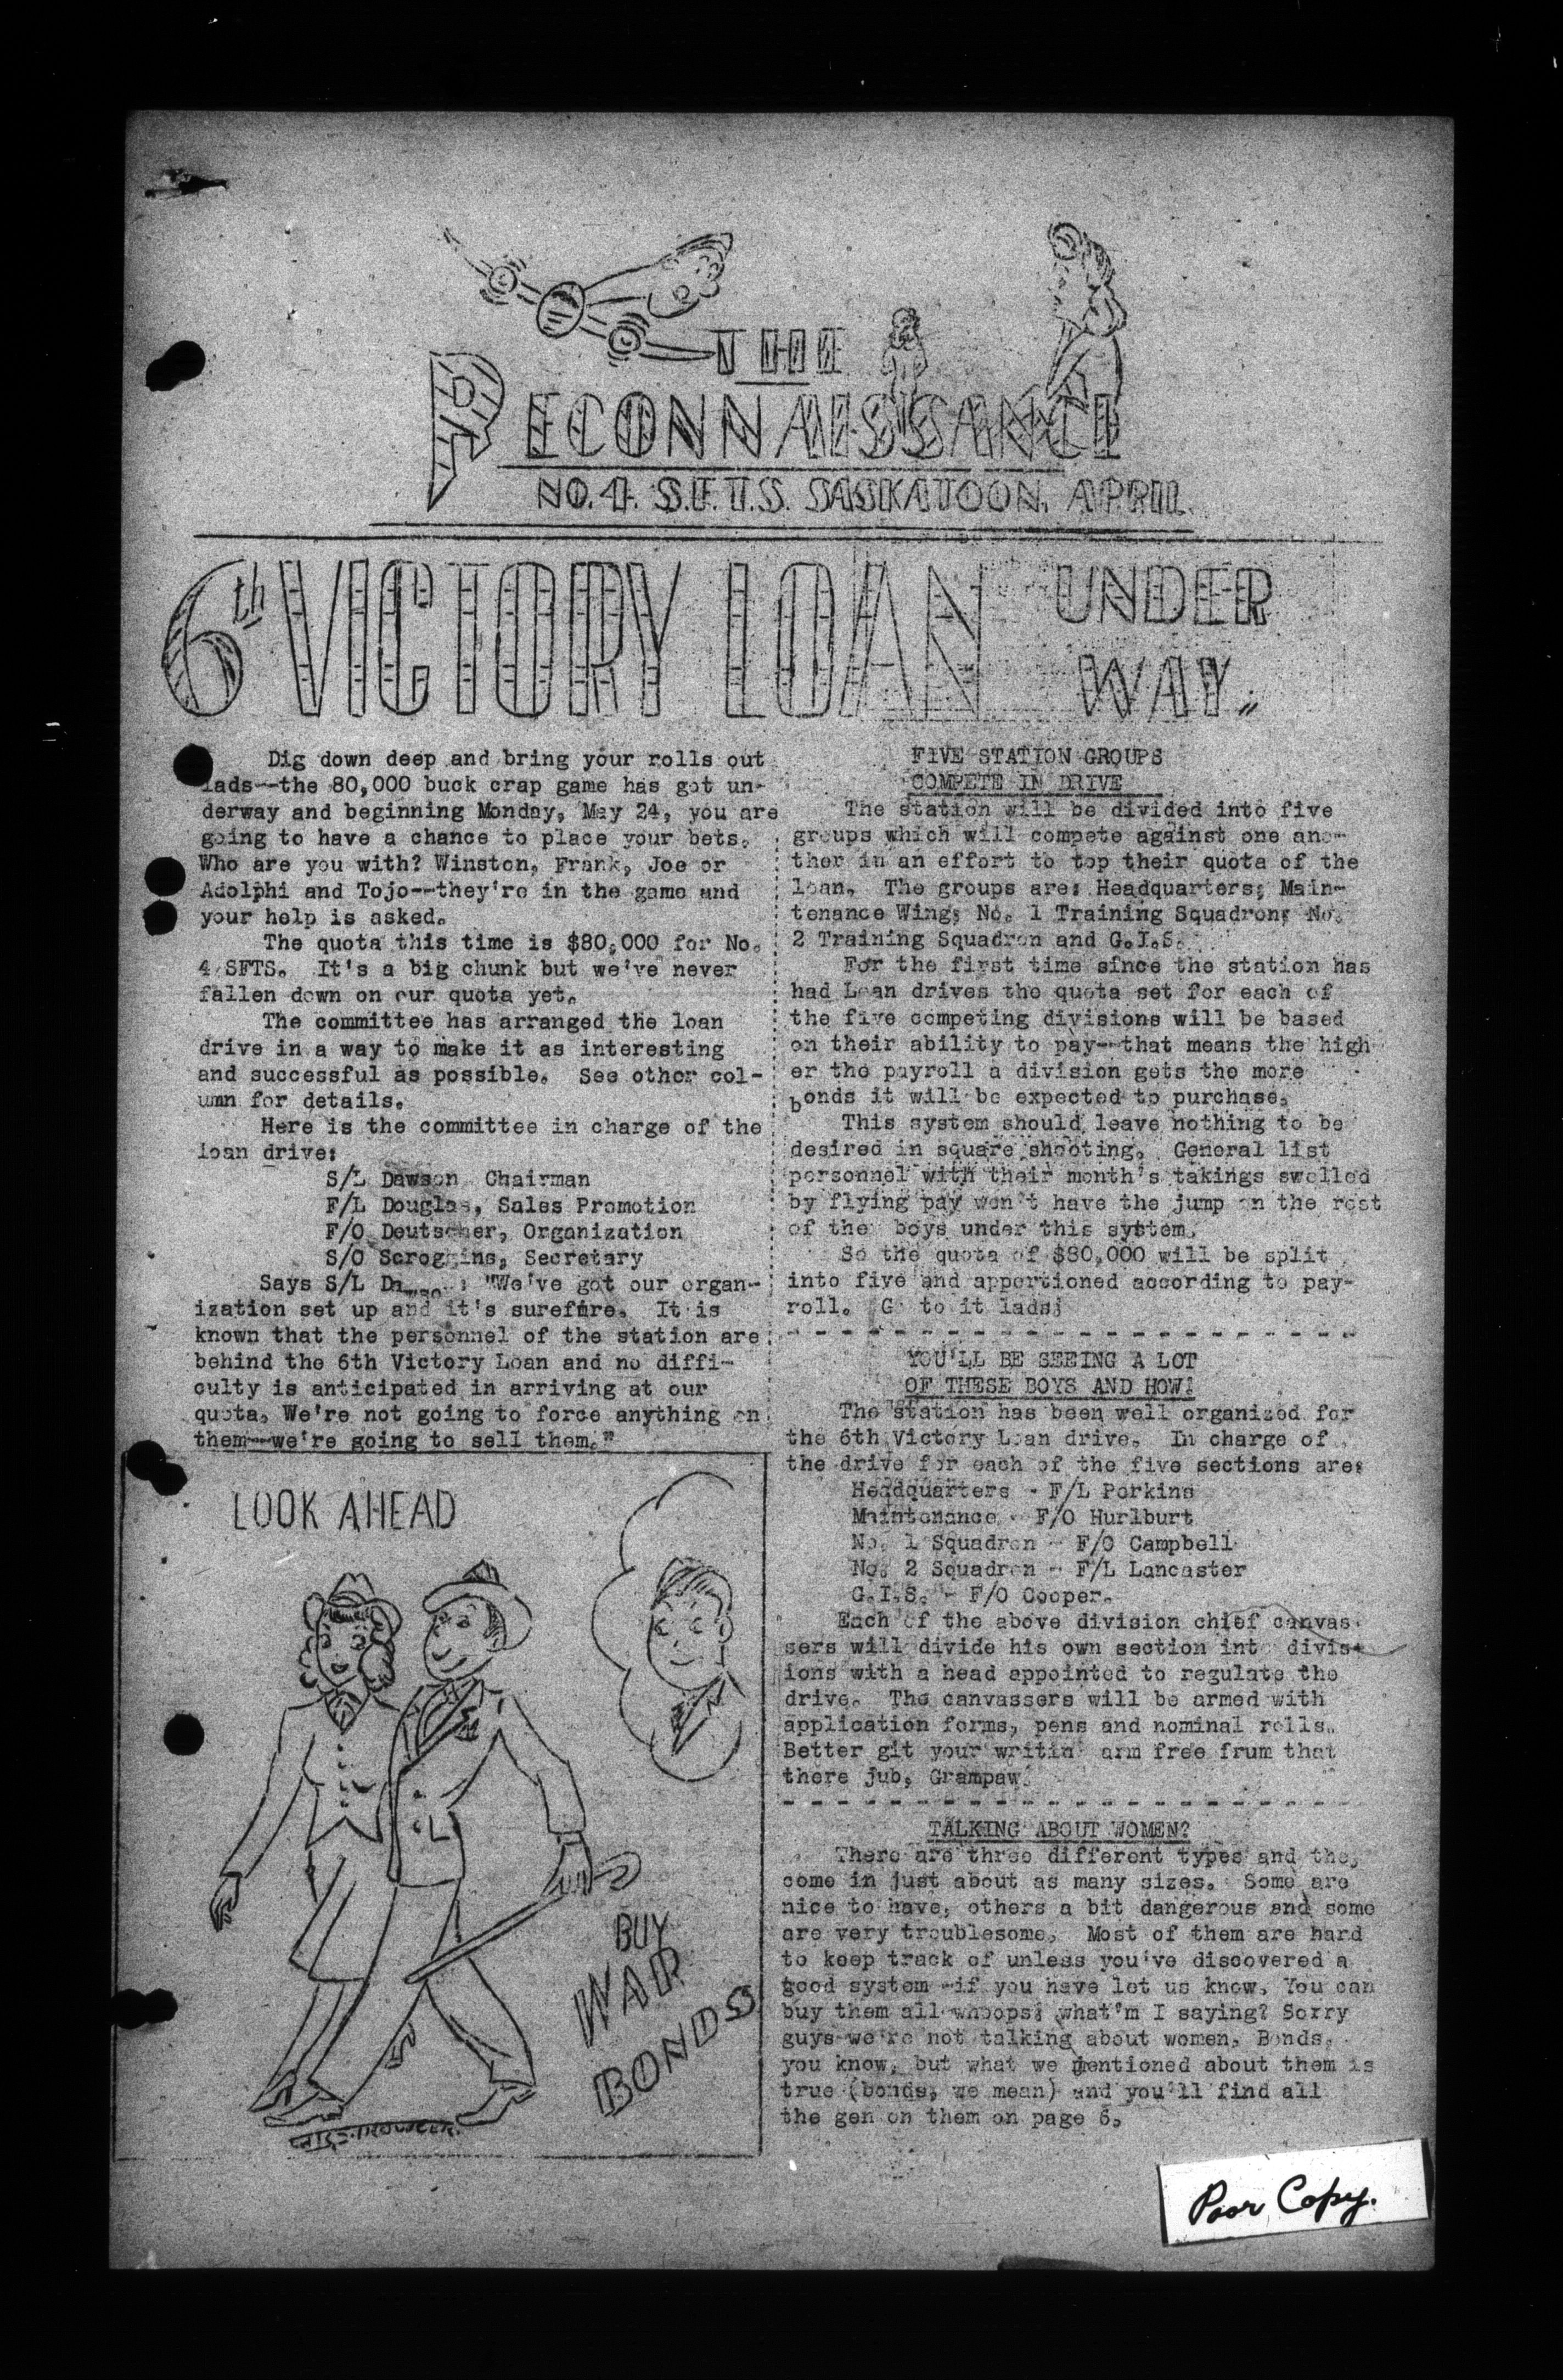 THE
RECONNAISSANCE
NO. 4. S.F.T.S. SASKATOON. APRIL
6th VICTORY LOAN UNDER
WAY.
Dig down deep and bring your rolls out
lads--the 80,000 buck crap game has got un-
derway and beginning Monday, May 24, you are
going to have a chance to place your bets.
Who are you with? Winston, Frank, Joe or
Adolphi and Tojo--they're in the game and
your help is asked.
The quota this time is $80,000 for No.
4 SFTS. It's a big chunk but we've never
fallen down on our quota yet.
The committee has arranged the loan
drive in a way to make it as interesting
and successful as possible. See other col-
umn for details.
Here is the committee in charge of the
loan drive:
S/L Dawson Chairman
F/L Douglas, Sales Promotion
F/O Deutscher, Organization
S/O Scroggins, Secretary
Says S/L : "We've got our organ-
ization set up and it's surefire. It is
known that the personnel of the station are
behind the 6th Victory Loan and no diffi-
culty is anticipated in arriving at our
quota. We're not going to force anything on
them--we're going to sell them."
LOOK AHEAD
BUY
WAR
BONDS
FIVE STATION GROUPS
COMPETE IN DRIVE
The station will be divided into five
groups which will compete against one ano-
ther in an effort to top their quota of the
loan. The groups are: Headquarters; Main-
tenance Wing; No. 1 Training Squadron; No.
2 Training Squadron and G.I.S.
For the first time since the station has
had Loan drives the quota set for each of
the five competing divisions will be based
on their ability to pay--that means the high
er the payroll a division gets the more
bonds it will be expected to purchase.
This system should leave nothing to be
desired in square shooting. General list
personnel with their month's takings swelled
by flying pay won't have the jump on the rest
of the boys under this system.
So the quota of $80,000 will be split
into five and apportioned according to pay-
roll. G to it lads;
YOU'LL BE SEEING A LOT
OF THESE BOYS AND HOW!
The station has been well organized for
the 6th Victory Loan drive. In charge of
the drive for each of the five sections are:
Headquarters - F/L Perkins
Maintenance - F/O Hurlburt
No. 1 Squadron - F/O Campbell
No. 2 Squadron - F/L Lancaster
G.I.S. - F/O Cooper.
Each of the above division chief canvas-
sers will divide his own section int divis-
ions with a head appointed to regulate the
drive. The canvassers will be armed with
application forms, pens and nominal rolls.
Better git your writin' arm free frum that
there jub, Grampaw.
TALKING ABOUT WOMEN?
There are three different types and they
come in just about as many sizes. Some are
nice to have, others a bit dangerous and some
are very troublesome. Most of them are hard
to keep track of unless you've discovered a
good system -if you have let us know. You can
buy them all whoops; what'm I saying? Sorry
guys-we're not talking about women. Bonds,
you know, but what we mentioned about them is
true (bonds, we mean) and you'll find all
the gen on them on page 6.
Poor Copy.